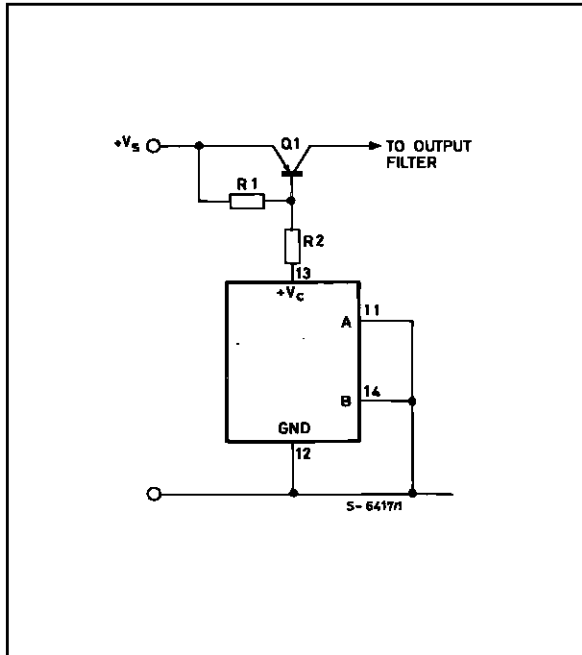 Q1
+Vs
TO OUTPUT
FILTER
R1
R2
13
+VC
11
A
14
B
GND
12
S-6417/1